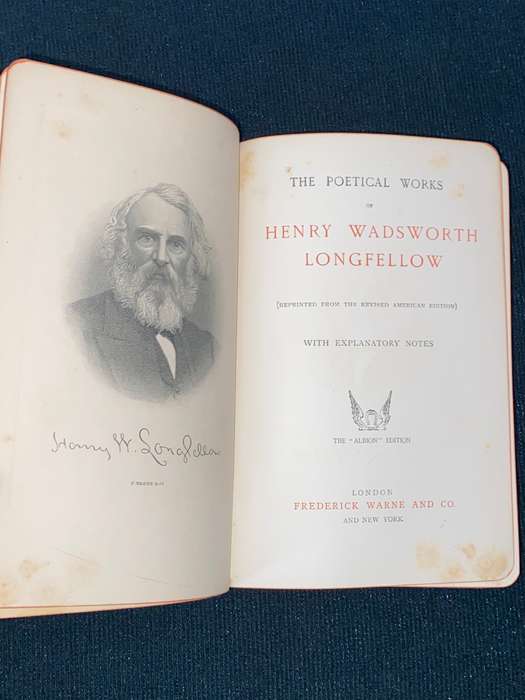 Henry W. Longfellow
THE POETICAL WORKS
OF
HENRY WADSWORTH
LONGFELLOW
(REPRINTED FROM THE REVISED AMERICAN EDITION)
WITH EXPLANATORY NOTES
THE "ALBION" EDITION
LONDON
FREDERICK WARNE AND CO.
AND NEW YORK